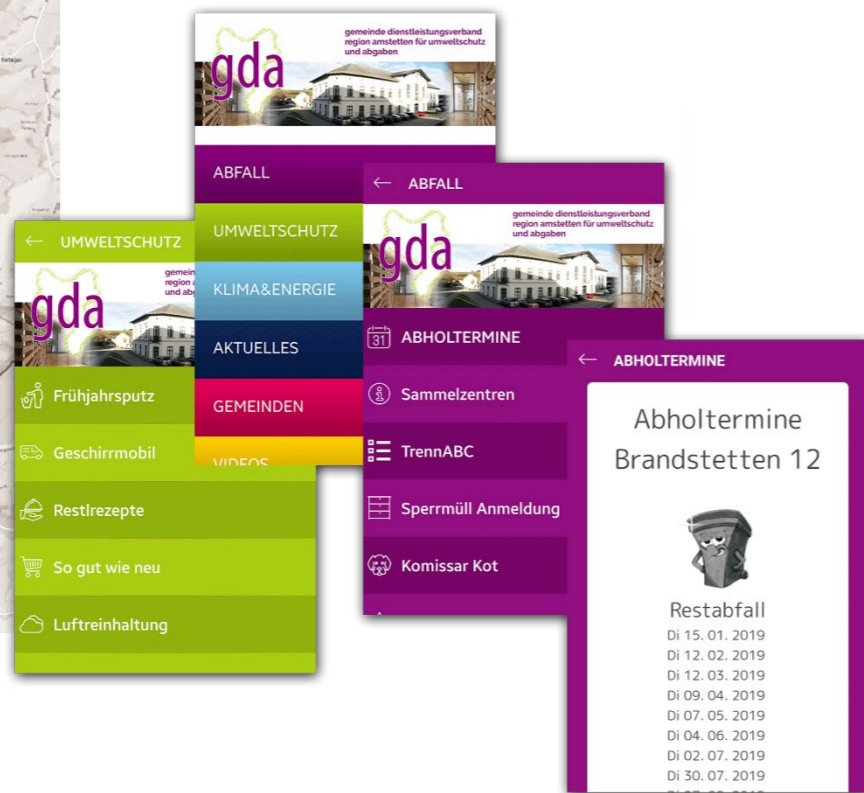 gda
gemeinde dienstleistungsverband
region amstetten für umweltschutz
und abgaben
ABFALL
UMWELTSCHUTZ
KLIMA&ENERGIE
AKTUELLES
GEMEINDEN
VIDEOS
← UMWELTSCHUTZ
gda
Frühjahrsputz
Geschirrmobil
Restlrezepte
So gut wie neu
Luftreinhaltung
← ABFALL
gda
gemeinde dienstleistungsverband
region amstetten für umweltschutz
und abgaben
31 ABHOLTERMINE
Sammelzentren
TrennABC
Sperrmüll Anmeldung
Komissar Kot
← ABHOLTERMINE
Abholtermine
Brandstetten 12
Restabfall
Di 15. 01. 2019
Di 12. 02. 2019
Di 12. 03. 2019
Di 09. 04. 2019
Di 07. 05. 2019
Di 04. 06. 2019
Di 02. 07. 2019
Di 30. 07. 2019